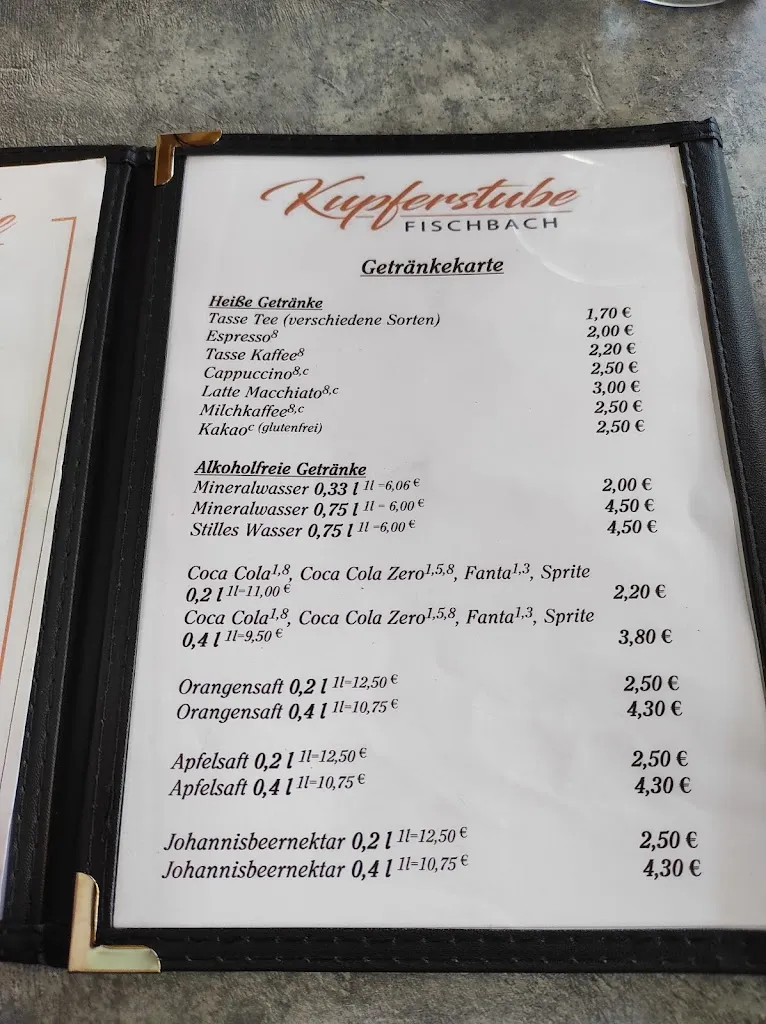 Kupferstube
FISCHBACH
Getränkekarte
Heiße Getränke
Tasse Tee (verschiedene Sorten) 1,70 €
Espresso8 2,00 €
Tasse Kaffee8 2,20 €
Cappuccino8,c 2,50 €
Latte Macchiato8,c 3,00 €
Milchkaffee8,c 2,50 €
Kakaoc (glutenfrei) 2,50 €
Alkoholfreie Getränke
Mineralwasser 0,33 l 1l =6,06 € 2,00 €
Mineralwasser 0,75 l 1l = 6,00 € 4,50 €
Stilles Wasser 0,75 l 1l =6,00 € 4,50 €
Coca Cola1,8, Coca Cola Zero1,5,8, Fanta1,3, Sprite
0,2 l 1l=11,00 € 2,20 €
Coca Cola1,8, Coca Cola Zero1,5,8, Fanta1,3, Sprite
0,4 l 1l=9,50 € 3,80 €
Orangensaft 0,2 l 1l=12,50 € 2,50 €
Orangensaft 0,4 l 1l=10,75 € 4,30 €
Apfelsaft 0,2 l 1l=12,50 € 2,50 €
Apfelsaft 0,4 l 1l=10,75 € 4,30 €
Johannisbeernektar 0,2 l 1l=12,50 € 2,50 €
Johannisbeernektar 0,4 l 1l=10,75 € 4,30 €